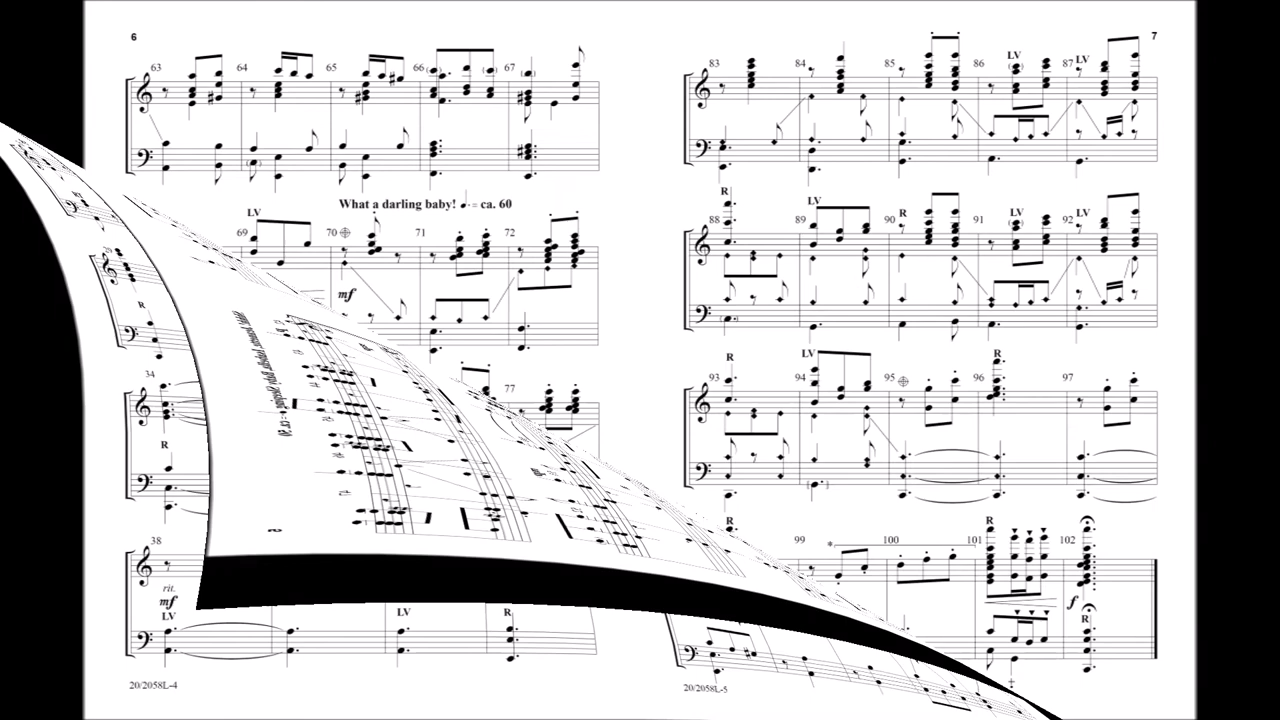 6
63 64 65 66 67
LV
What a darling baby! ♩. = ca. 60
69 70 71 72
mf
R
34 77
R
38
rit.
mf
LV LV R
20/2058L-4
7
83 84 85 86 87
LV LV
R
88 89 90 91 92
LV R LV LV
R LV R
93 94 95 96 97
R R
99 100 101 102
*
f
R
‡
20/2058L-5